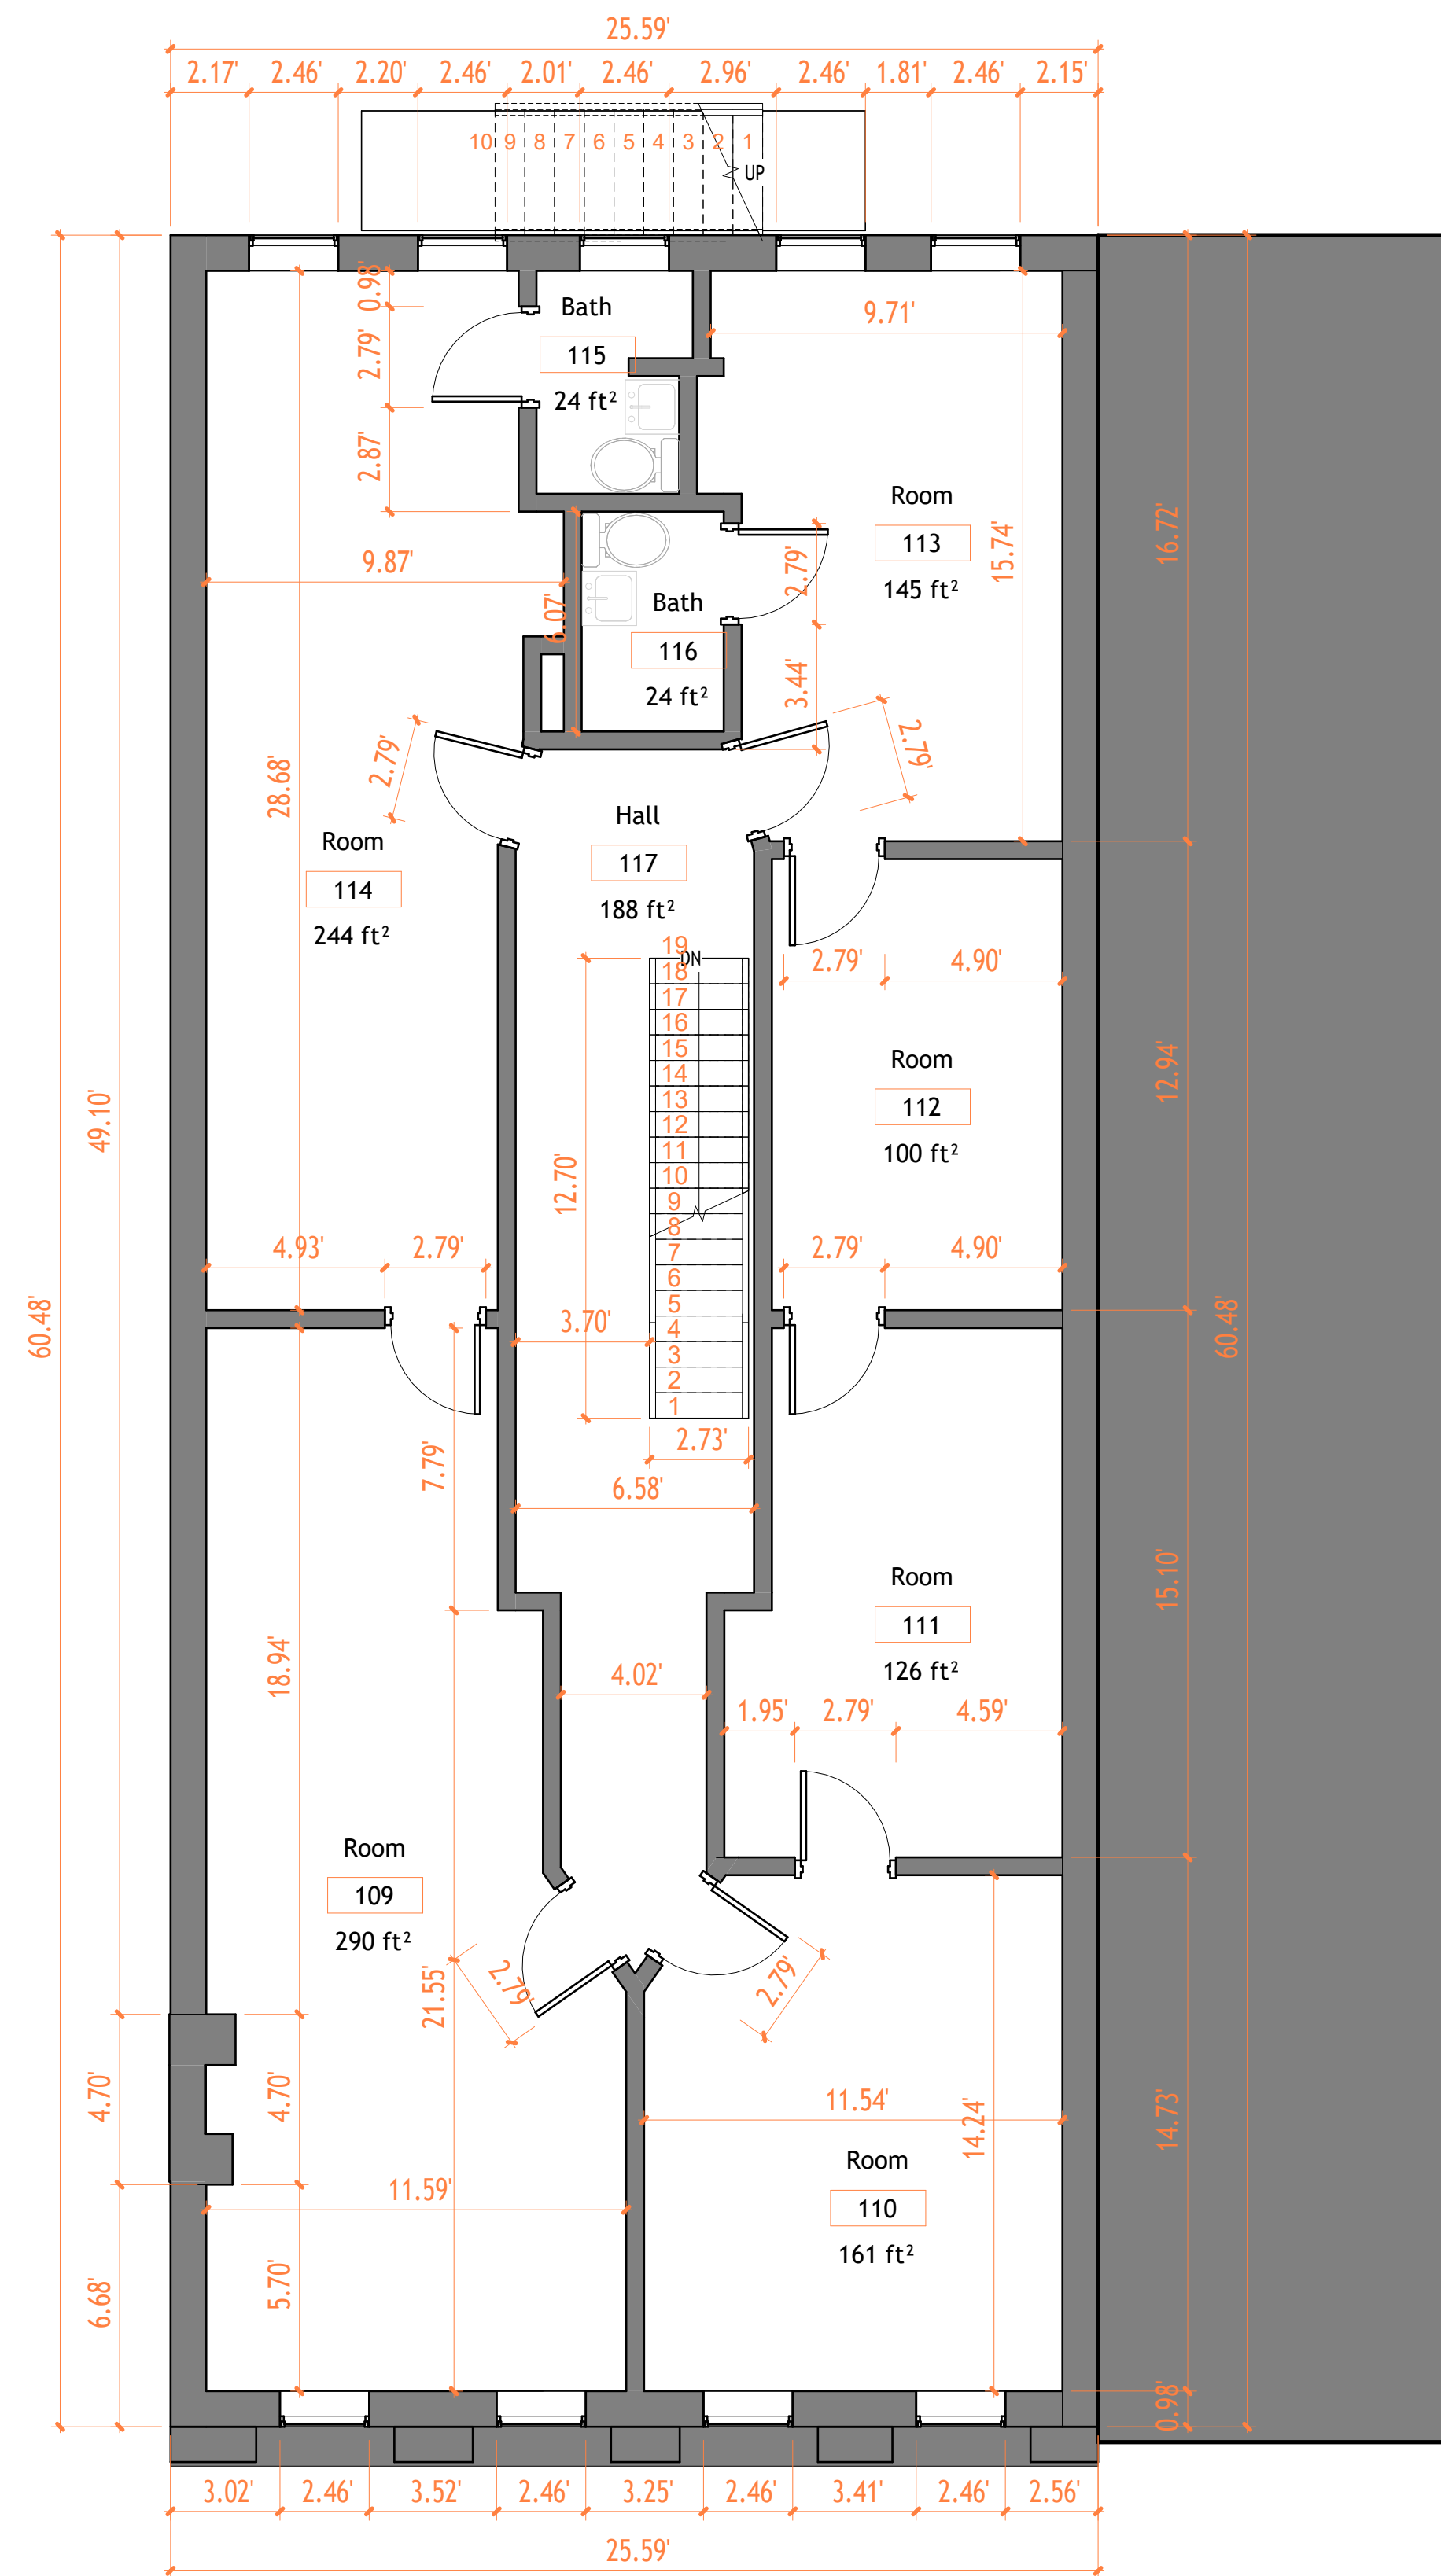 25.59'
2.17' 2.46' 2.20' 2.46' 2.01' 2.46' 2.96' 2.46' 1.81' 2.46' 2.15'
10 9 8 7 6 5 4 3 2 1
UP
0.98'
2.79'
2.87'
Bath
115
24 ft²
9.71'
Room
113
145 ft²
15.74'
16.72'
9.87'
6.07'
Bath
116
24 ft²
2.79'
3.44'
2.79'
2.79'
28.68'
Room
114
244 ft²
Hall
117
188 ft²
19
DN
18
17
16
15
14
13
12
11
10
9
8
7
6
5
4
3
2
1
2.79' 4.90'
Room
112
100 ft²
12.94'
49.10'
60.48'
12.70'
4.93' 2.79'
2.79' 4.90'
60.48'
3.70'
2.73'
6.58'
7.79'
18.94'
Room
111
126 ft²
15.10'
4.02'
1.95' 2.79' 4.59'
Room
109
290 ft²
2.79'
2.79'
21.55'
4.70'
4.70'
11.54'
14.24'
14.73'
Room
110
161 ft²
11.59'
6.68'
5.70'
0.98'
3.02' 2.46' 3.52' 2.46' 3.25' 2.46' 3.41' 2.46' 2.56'
25.59'